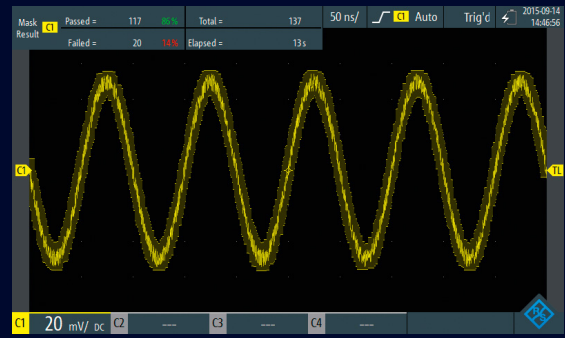 Mask Result C1 Passed = 117 86% Total = 137
Failed = 20 14% Elapsed = 13 s
50 ns/ C1 Auto Trig'd 2015-09-14
14:46:56
C1 TL
C1 20 mV/ DC C2 --- C3 --- C4 ---
R&S